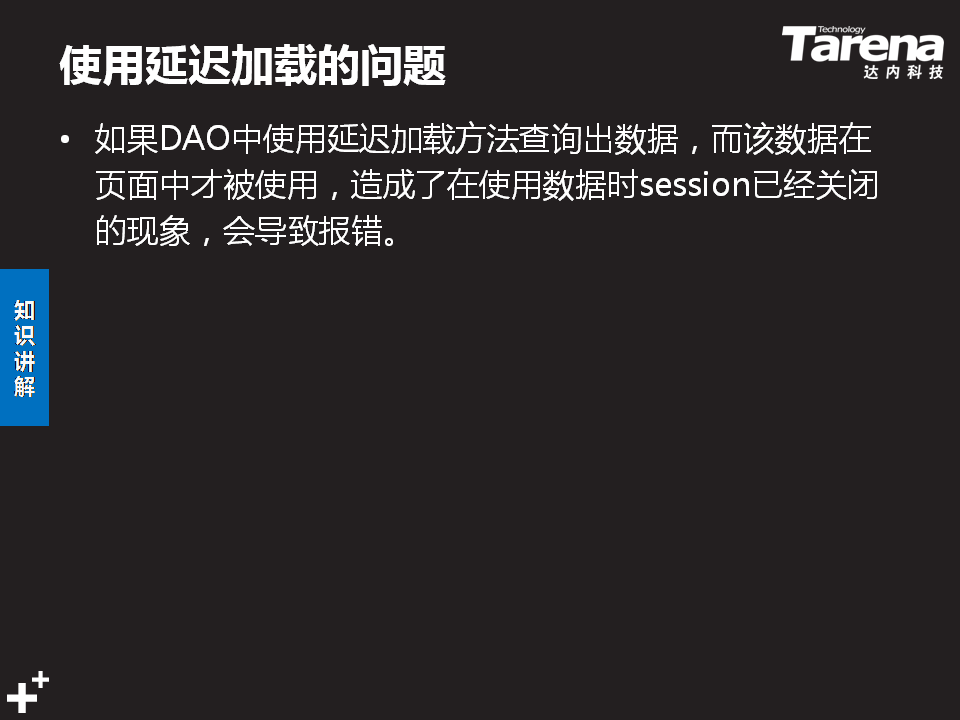 使用延迟加载的问题
Technology
Tarena
达内科技
• 如果DAO中使用延迟加载方法查询出数据，而该数据在
页面中才被使用，造成了在使用数据时session已经关闭
的现象，会导致报错。
知
识
讲
解